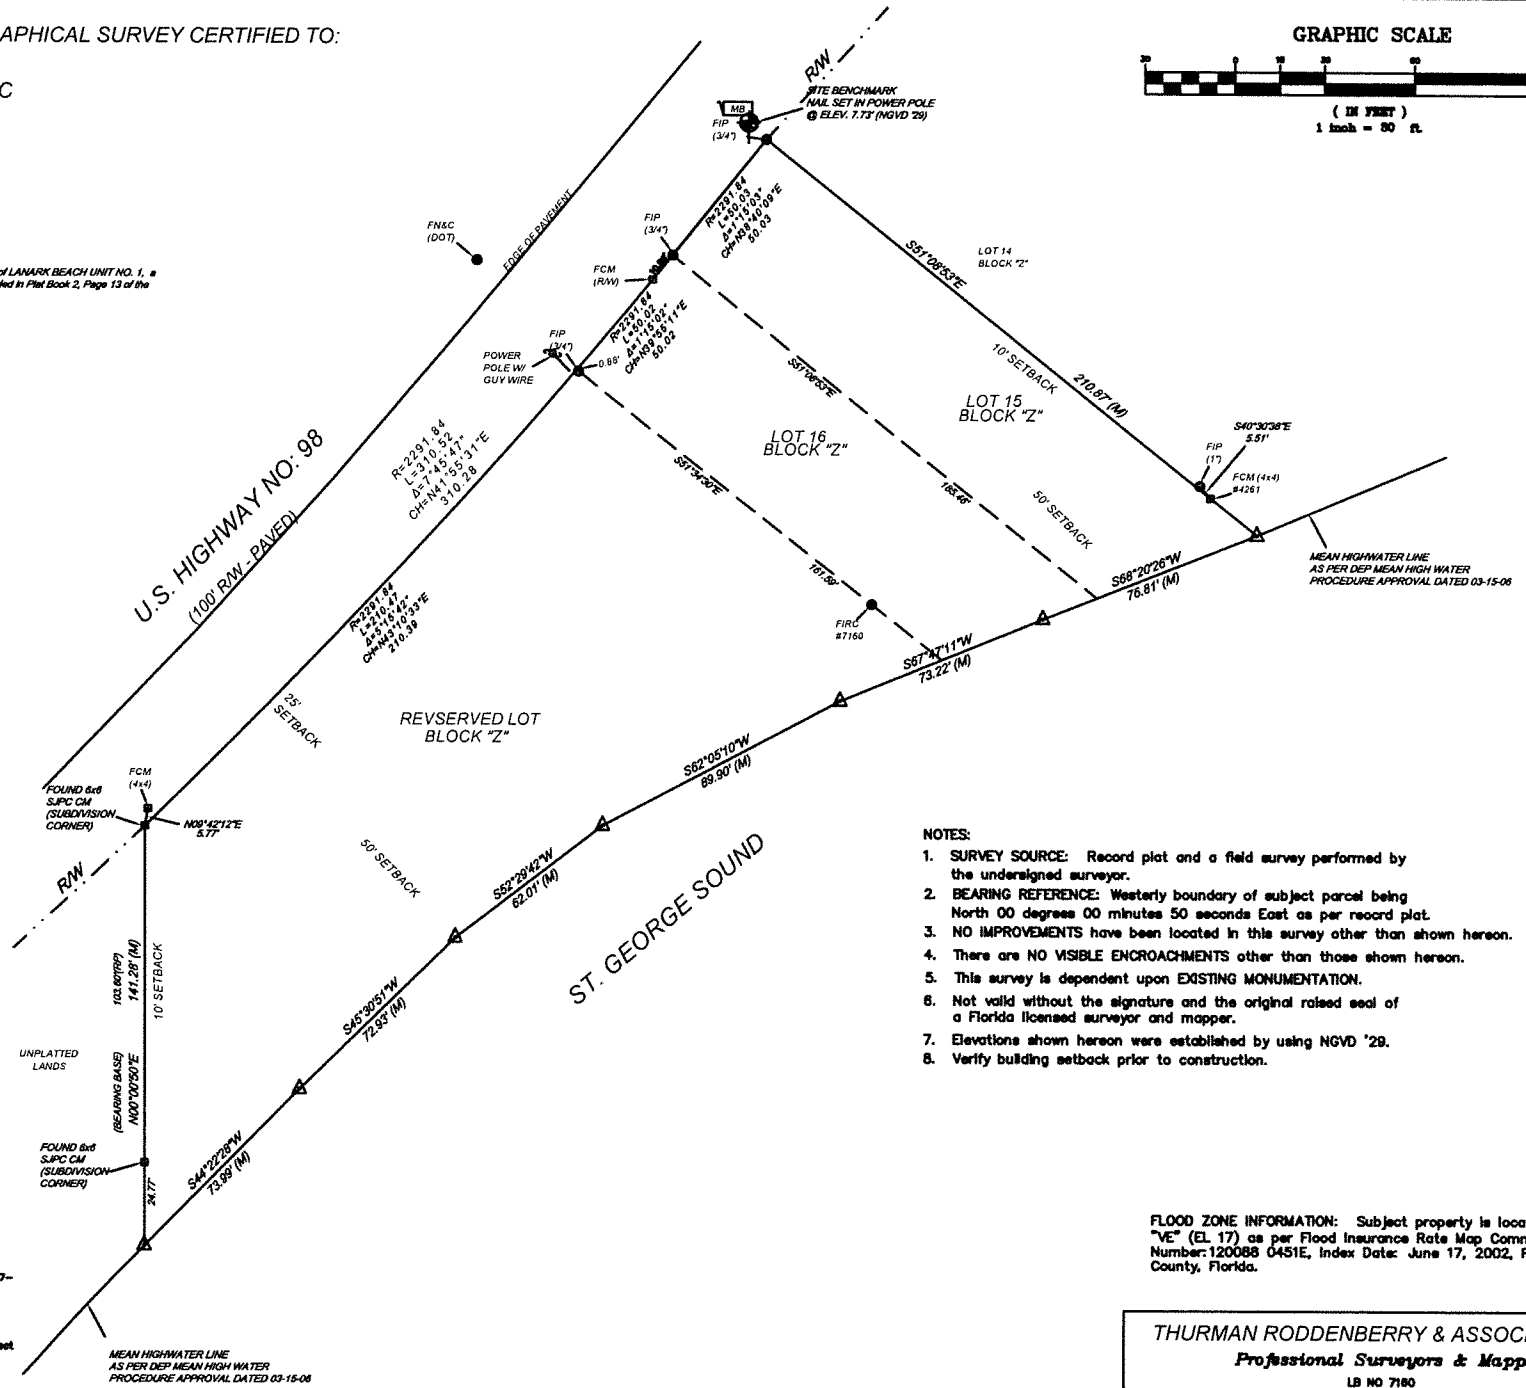 APHICAL SURVEY CERTIFIED TO:
C
of LANARK BEACH UNIT NO. 1, a
ded in Plat Book 2, Page 13 of the
GRAPHIC SCALE
( IN FEET )
R/W
SITE BENCHMARK
NAIL SET IN POWER POLE
@ ELEV. 7.73' (NGVD '29)
MB
FIP
(3/4")
R=2291.84
L=50.03
Δ=1°15'03"
CH=N38°40'09"E
50.03
FN&C
(DOT)
EDGE OF PAVEMENT
FIP
(3/4")
FCM
(R/W)
S51°08'53"E
LOT 14
BLOCK "Z"
R=2291.84
L=50.02
Δ=1°15'02"
CH=N39°55'11"E
50.02
FIP
(3/4")
0.86'
POWER
POLE W/
GUY WIRE
S51°08'53"E
10' SETBACK
210.87' (M)
LOT 15
BLOCK "Z"
LOT 16
BLOCK "Z"
S40°30'38"E
5.51'
FIP
(1")
FCM (4x4)
#4261
R=2291.84
L=310.52
Δ=7°45'47"
CH=N41°55'31"E
310.28
U.S. HIGHWAY NO: 98
(100' R/W - PAVED)
S51°34'30"E
185.46'
50' SETBACK
MEAN HIGHWATER LINE
AS PER DEP MEAN HIGH WATER
PROCEDURE APPROVAL DATED 03-15-06
S68°20'26"W
76.81' (M)
161.59'
FIRC
#7160
R=2291.84
L=210.47
Δ=5°15'42"
CH=N43°10'33"E
210.39
S67°47'11"W
73.22' (M)
25'
SETBACK
REVSERVED LOT
BLOCK "Z"
S62°05'10"W
89.90' (M)
FCM
(4x4)
FOUND 6x6
SJPC CM
(SUBDIVISION
CORNER)
N09°42'12"E
5.77'
R/W
50' SETBACK
S52°29'42"W
62.01' (M)
ST. GEORGE SOUND
103.60'(RP)
141.28' (M)
10' SETBACK
S45°30'51"W
72.93' (M)
UNPLATTED
LANDS
(BEARING BASE)
N00°00'50"E
FOUND 6x6
SJPC CM
(SUBDIVISION
CORNER)
24.77'
S44°22'28"W
73.99' (M)
MEAN HIGHWATER LINE
AS PER DEP MEAN HIGH WATER
PROCEDURE APPROVAL DATED 03-15-06
NOTES:
1. SURVEY SOURCE: Record plat and a field survey performed by
the undersigned surveyor.
2. BEARING REFERENCE: Westerly boundary of subject parcel being
North 00 degrees 00 minutes 50 seconds East as per record plat.
3. NO IMPROVEMENTS have been located in this survey other than shown hereon.
4. There are NO VISIBLE ENCROACHMENTS other than those shown hereon.
5. This survey is dependent upon EXISTING MONUMENTATION.
6. Not valid without the signature and the original raised seal of
a Florida licensed surveyor and mapper.
7. Elevations shown hereon were established by using NGVD '29.
8. Verify building setback prior to construction.
FLOOD ZONE INFORMATION: Subject property is loca
"VE" (EL 17) as per Flood Insurance Rate Map Comm
Number: 120088 0451E, Index Date: June 17, 2002, F
County, Florida.
THURMAN RODDENBERRY & ASSOCI
Professional Surveyors & Mapp
LB NO 7160